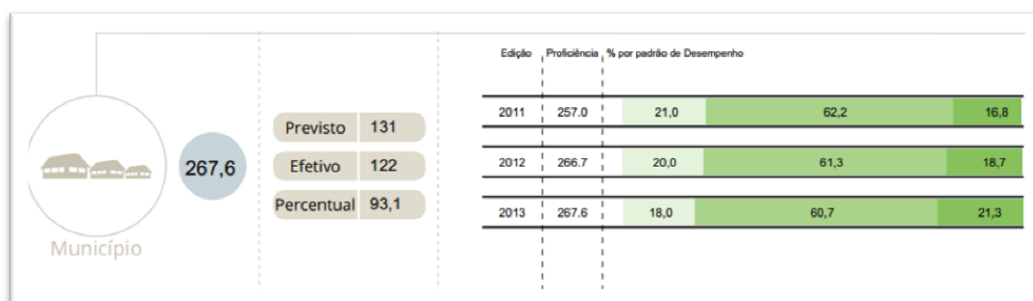 Edição Proficiência % por padrão de Desempenho
2011 257.0 21,0 62,2 16,8
Previsto 131
267,6
Efetivo 122
2012 266.7 20,0 61,3 18,7
Percentual 93,1
2013 267.6 18,0 60,7 21,3
Município